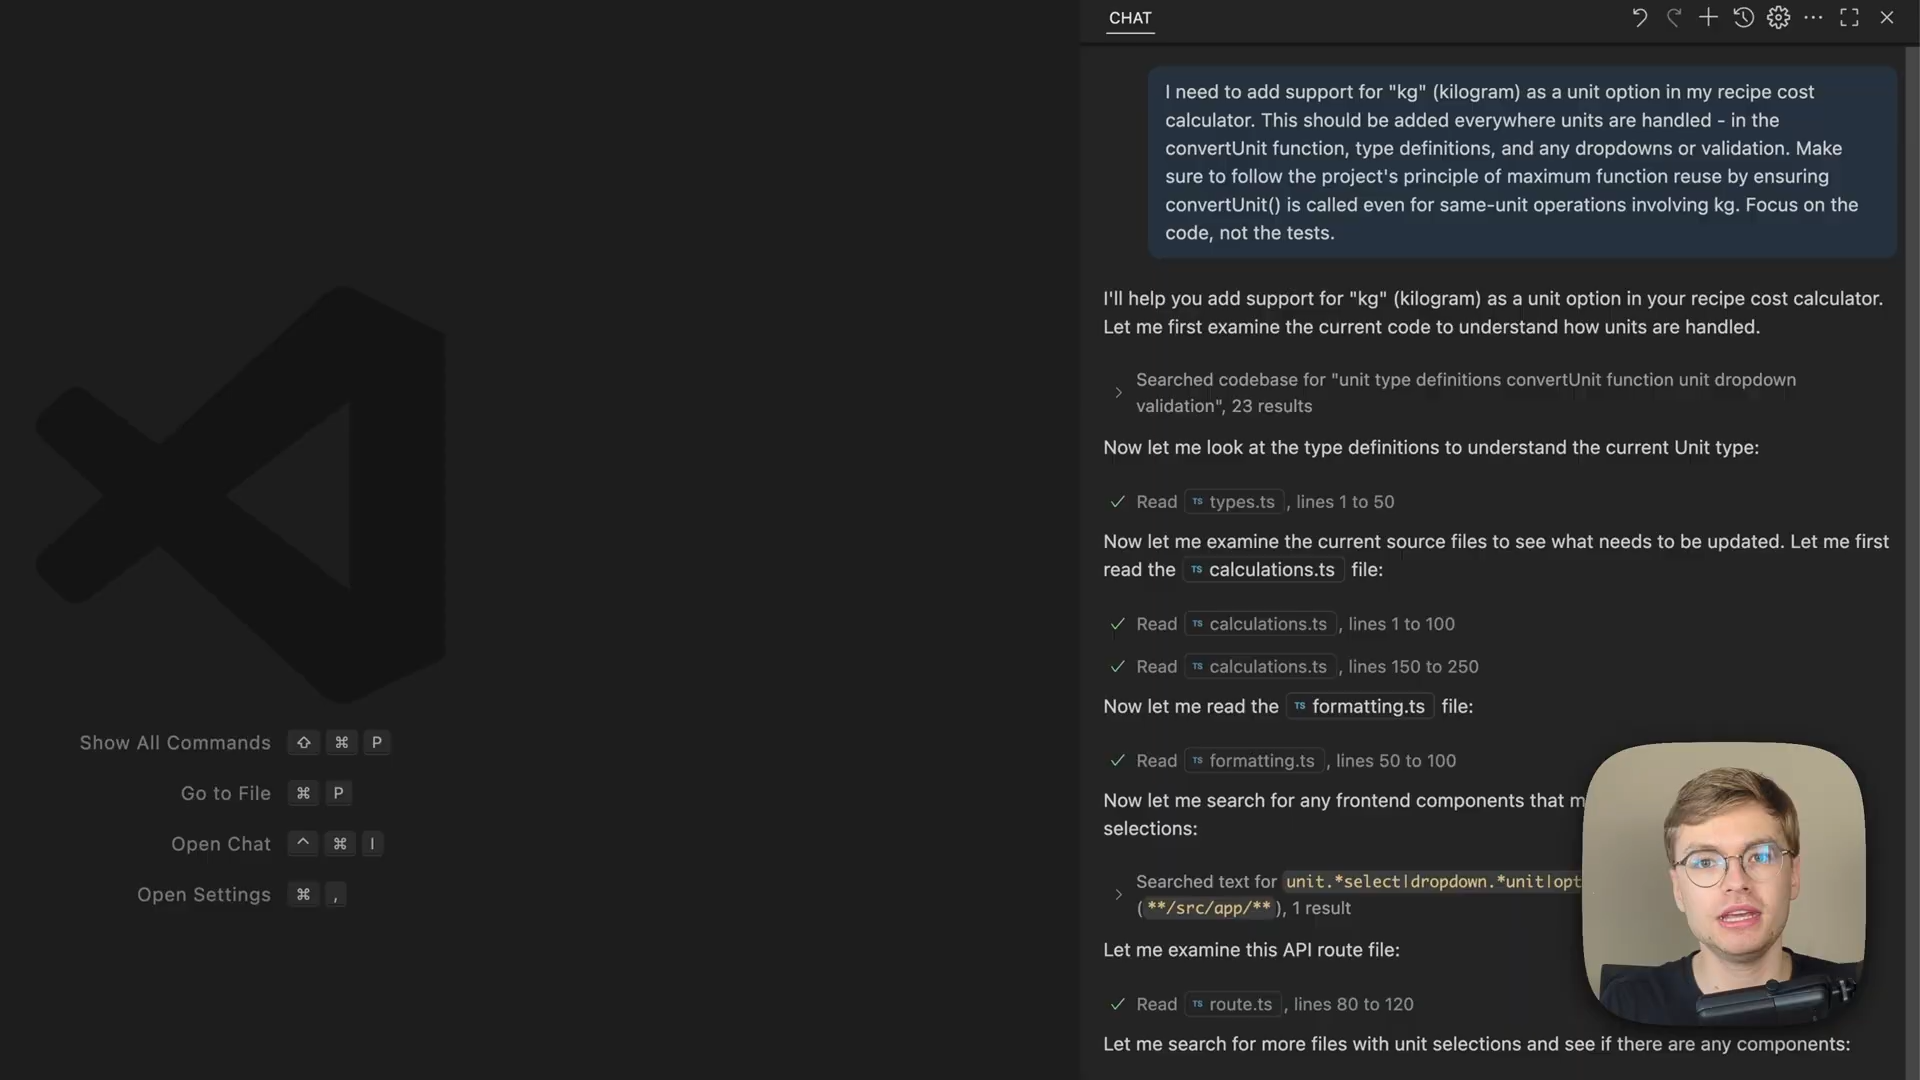 CHAT
I need to add support for "kg" (kilogram) as a unit option in my recipe cost
calculator. This should be added everywhere units are handled - in the
convertUnit function, type definitions, and any dropdowns or validation. Make
sure to follow the project's principle of maximum function reuse by ensuring
convertUnit() is called even for same-unit operations involving kg. Focus on the
code, not the tests.
I'll help you add support for "kg" (kilogram) as a unit option in your recipe cost calculator.
Let me first examine the current code to understand how units are handled.
Searched codebase for "unit type definitions convertUnit function unit dropdown
validation", 23 results
Now let me look at the type definitions to understand the current Unit type:
Read TS types.ts , lines 1 to 50
Now let me examine the current source files to see what needs to be updated. Let me first
read the TS calculations.ts file:
Read TS calculations.ts , lines 1 to 100
Read TS calculations.ts , lines 150 to 250
Now let me read the TS formatting.ts file:
Read TS formatting.ts , lines 50 to 100
Now let me search for any frontend components that m
selections:
Searched text for unit.*select|dropdown.*unit|opt
(**/src/app/**), 1 result
Let me examine this API route file:
Read TS route.ts , lines 80 to 120
Let me search for more files with unit selections and see if there are any components:
Show All Commands ⇧ ⌘ P
Go to File ⌘ P
Open Chat ^ ⌘ I
Open Settings ⌘ ,